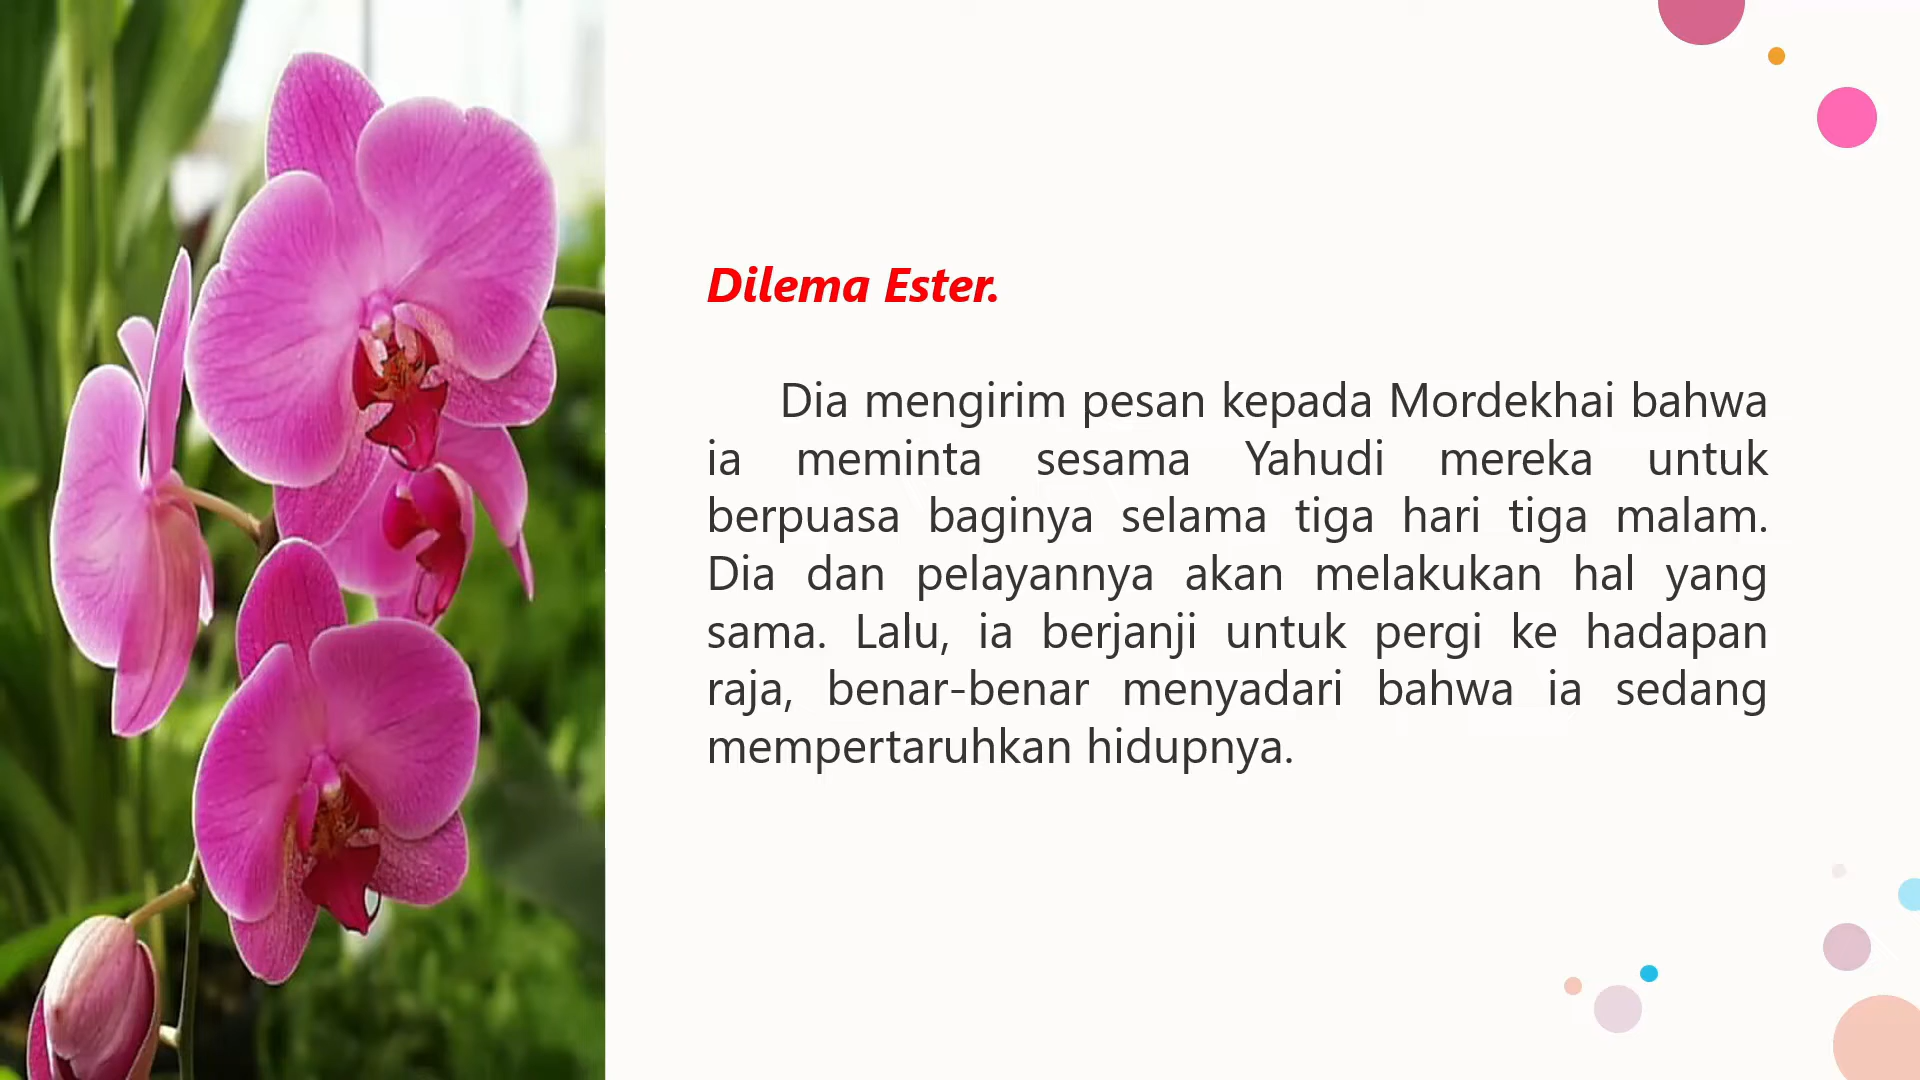 Dilema Ester.
Dia mengirim pesan kepada Mordekhai bahwa
ia meminta sesama Yahudi mereka untuk
berpuasa baginya selama tiga hari tiga malam.
Dia dan pelayannya akan melakukan hal yang
sama. Lalu, ia berjanji untuk pergi ke hadapan
raja, benar-benar menyadari bahwa ia sedang
mempertaruhkan hidupnya.